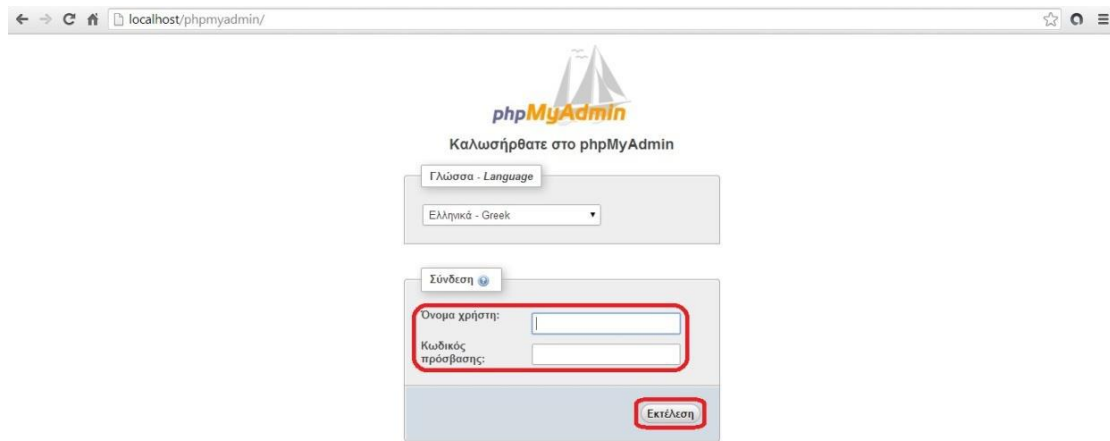 localhost/phpmyadmin/
phpMyAdmin
Καλωσήρθατε στο phpMyAdmin
Γλώσσα - Language
Ελληνικά - Greek
Σύνδεση
Όνομα χρήστη:
Κωδικός
πρόσβασης:
Εκτέλεση